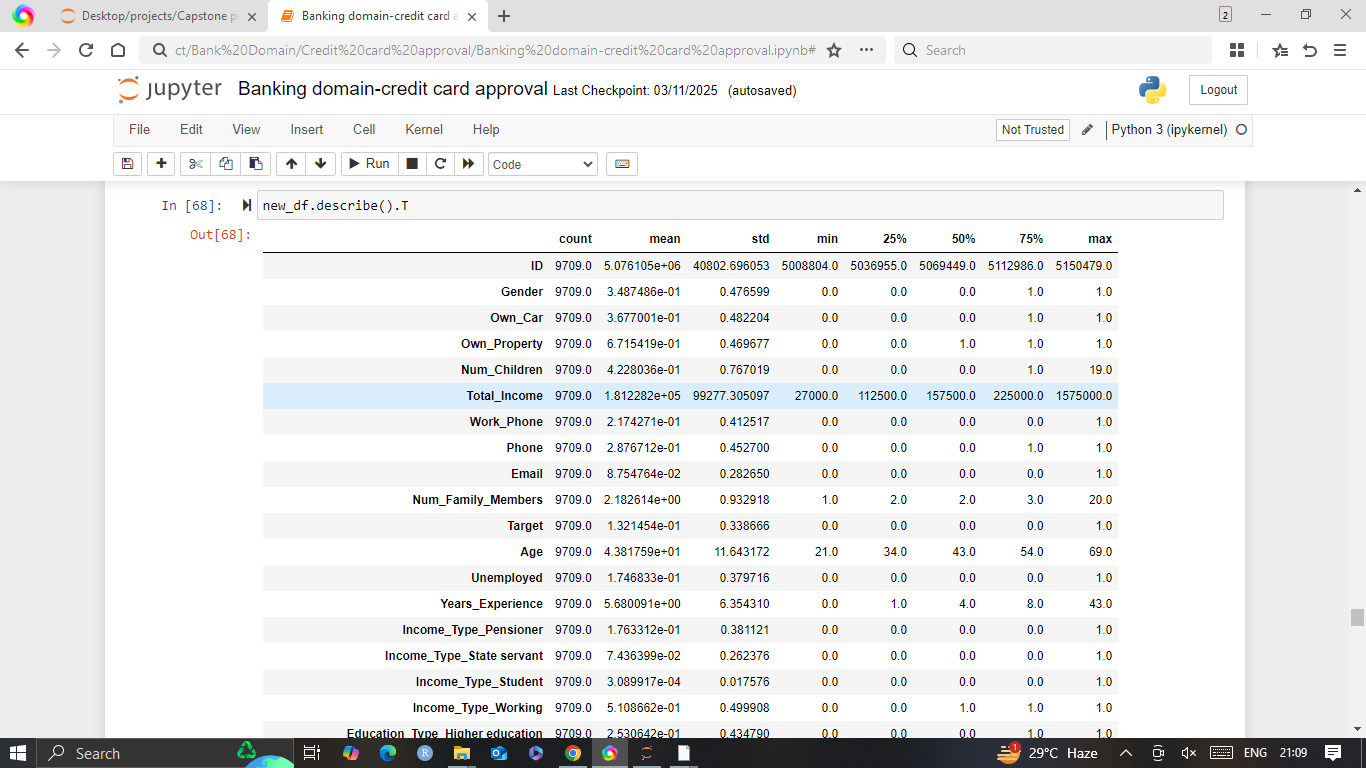 Desktop/projects/Capstone p
Banking domain-credit card a
2
ct/Bank%20Domain/Credit%20card%20approval/Banking%20domain-credit%20card%20approval.ipynb#
Search
jupyter Banking domain-credit card approval Last Checkpoint: 03/11/2025 (autosaved)
Logout
File Edit View Insert Cell Kernel Help
Not Trusted
Python 3 (ipykernel)
Run
Code
In [68]: new_df.describe().T
Out[68]:
count mean std min 25% 50% 75% max
ID 9709.0 5.076105e+06 40802.696053 5008804.0 5036955.0 5069449.0 5112986.0 5150479.0
Gender 9709.0 3.487486e-01 0.476599 0.0 0.0 0.0 1.0 1.0
Own_Car 9709.0 3.677001e-01 0.482204 0.0 0.0 0.0 1.0 1.0
Own_Property 9709.0 6.715419e-01 0.469677 0.0 0.0 1.0 1.0 1.0
Num_Children 9709.0 4.228036e-01 0.767019 0.0 0.0 0.0 1.0 19.0
Total_Income 9709.0 1.812282e+05 99277.305097 27000.0 112500.0 157500.0 225000.0 1575000.0
Work_Phone 9709.0 2.174271e-01 0.412517 0.0 0.0 0.0 0.0 1.0
Phone 9709.0 2.876712e-01 0.452700 0.0 0.0 0.0 1.0 1.0
Email 9709.0 8.754764e-02 0.282650 0.0 0.0 0.0 0.0 1.0
Num_Family_Members 9709.0 2.182614e+00 0.932918 1.0 2.0 2.0 3.0 20.0
Target 9709.0 1.321454e-01 0.338666 0.0 0.0 0.0 0.0 1.0
Age 9709.0 4.381759e+01 11.643172 21.0 34.0 43.0 54.0 69.0
Unemployed 9709.0 1.746833e-01 0.379716 0.0 0.0 0.0 0.0 1.0
Years_Experience 9709.0 5.680091e+00 6.354310 0.0 1.0 4.0 8.0 43.0
Income_Type_Pensioner 9709.0 1.763312e-01 0.381121 0.0 0.0 0.0 0.0 1.0
Income_Type_State servant 9709.0 7.436399e-02 0.262376 0.0 0.0 0.0 0.0 1.0
Income_Type_Student 9709.0 3.089917e-04 0.017576 0.0 0.0 0.0 0.0 1.0
Income_Type_Working 9709.0 5.108662e-01 0.499908 0.0 0.0 1.0 1.0 1.0
Education_Type_Higher education 9709.0 2.530642e-01 0.434790 0.0 0.0 0.0 1.0 1.0
Search
R
1
29°C Haze
ENG
21:09